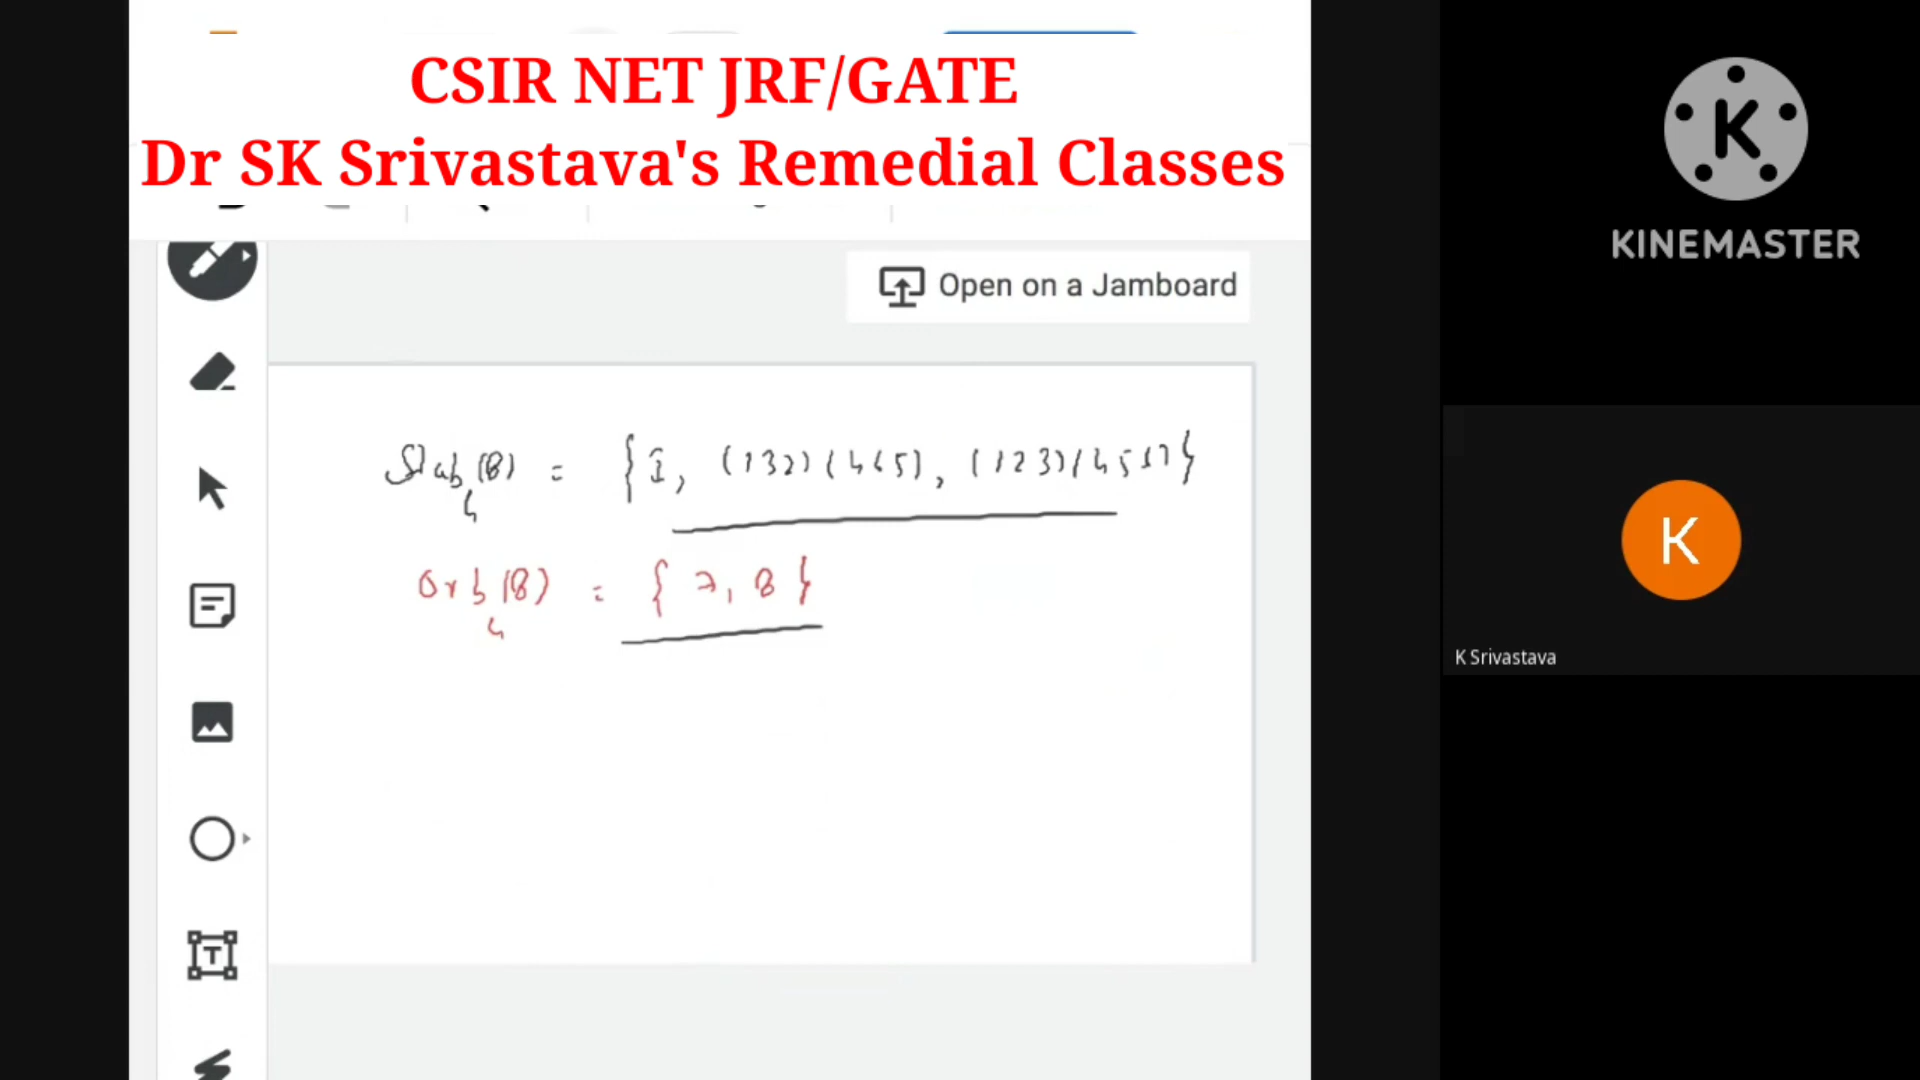 CSIR NET JRF/GATE
Dr SK Srivastava's Remedial Classes
KINEMASTER
Open on a Jamboard
Stab(8) = {I, (132)(465), (123)(456)}
G
Orb(8) = {7, 8}
G
K
K Srivastava
T